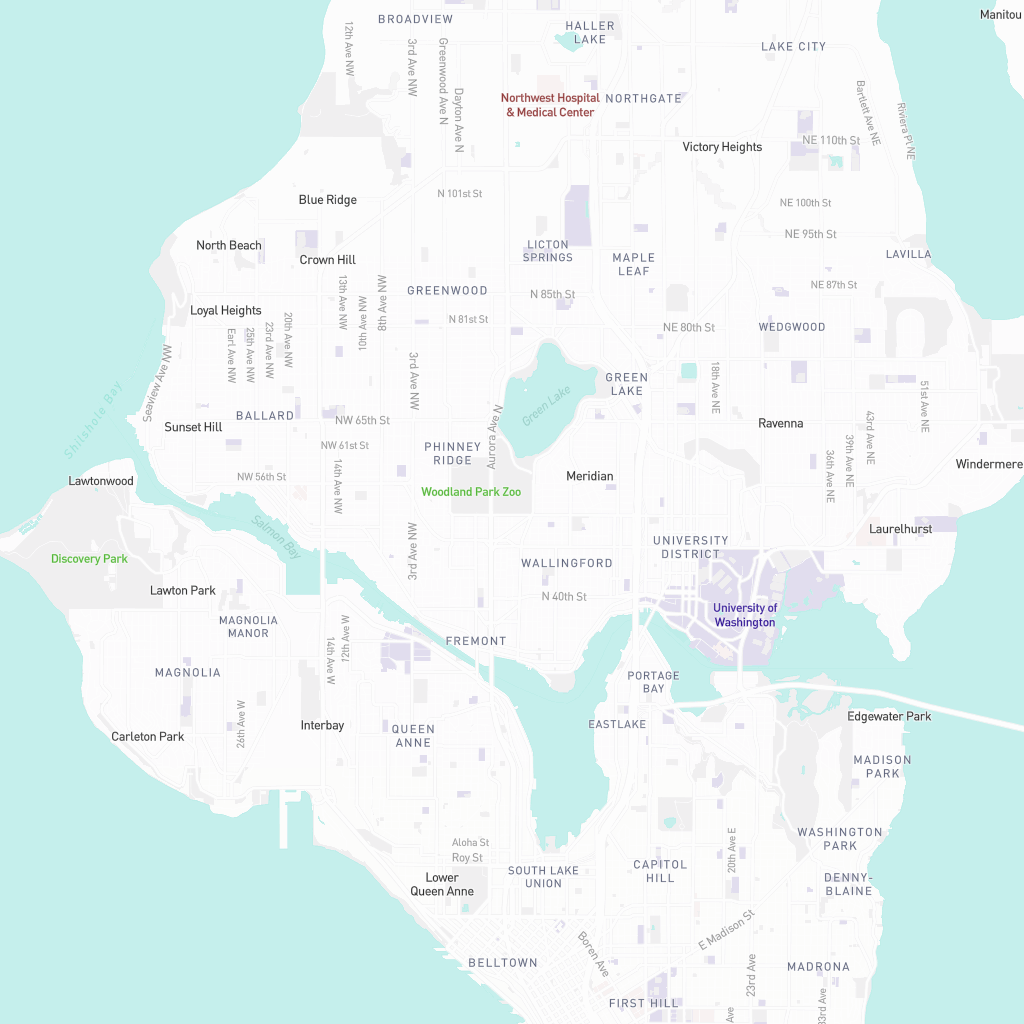 BROADVIEW
HALLER
LAKE
Manitou
LAKE CITY
12th Ave NW
3rd Ave NW
Greenwood Ave N
Dayton Ave N
Northwest Hospital
& Medical Center
NORTHGATE
Bartlett Ave NE
Riviera Pl NE
Victory Heights
NE 110th St
N 101st St
Blue Ridge
NE 100th St
NE 95th St
North Beach
Crown Hill
LICTON
SPRINGS
MAPLE
LEAF
LAVILLA
13th Ave NW
10th Ave NW
8th Ave NW
GREENWOOD
N 85th St
NE 87th St
Loyal Heights
N 81st St
NE 80th St
WEDGWOOD
Earl Ave NW
25th Ave NW
23rd Ave NW
20th Ave NW
Seaview Ave NW
3rd Ave NW
GREEN
LAKE
18th Ave NE
51st Ave NE
Shilshole Bay
Green Lake
BALLARD
NW 65th St
Sunset Hill
Aurora Ave N
Ravenna
43rd Ave NE
39th Ave NE
36th Ave NE
NW 61st St
PHINNEY
RIDGE
Windermere
Lawtonwood
NW 56th St
14th Ave NW
Meridian
Woodland Park Zoo
Salmon Bay
3rd Ave NW
Laurelhurst
Discovery Park
UNIVERSITY
DISTRICT
WALLINGFORD
Lawton Park
N 40th St
University of
Washington
MAGNOLIA
MANOR
14th Ave W
12th Ave W
FREMONT
MAGNOLIA
PORTAGE
BAY
26th Ave W
Interbay
QUEEN
ANNE
EASTLAKE
Edgewater Park
Carleton Park
MADISON
PARK
Aloha St
Roy St
20th Ave E
WASHINGTON
PARK
Lower
Queen Anne
SOUTH LAKE
UNION
CAPITOL
HILL
DENNY-
BLAINE
E Madison St
BELLTOWN
Boren Ave
23rd Ave
MADRONA
FIRST HILL
Ave
33rd Ave